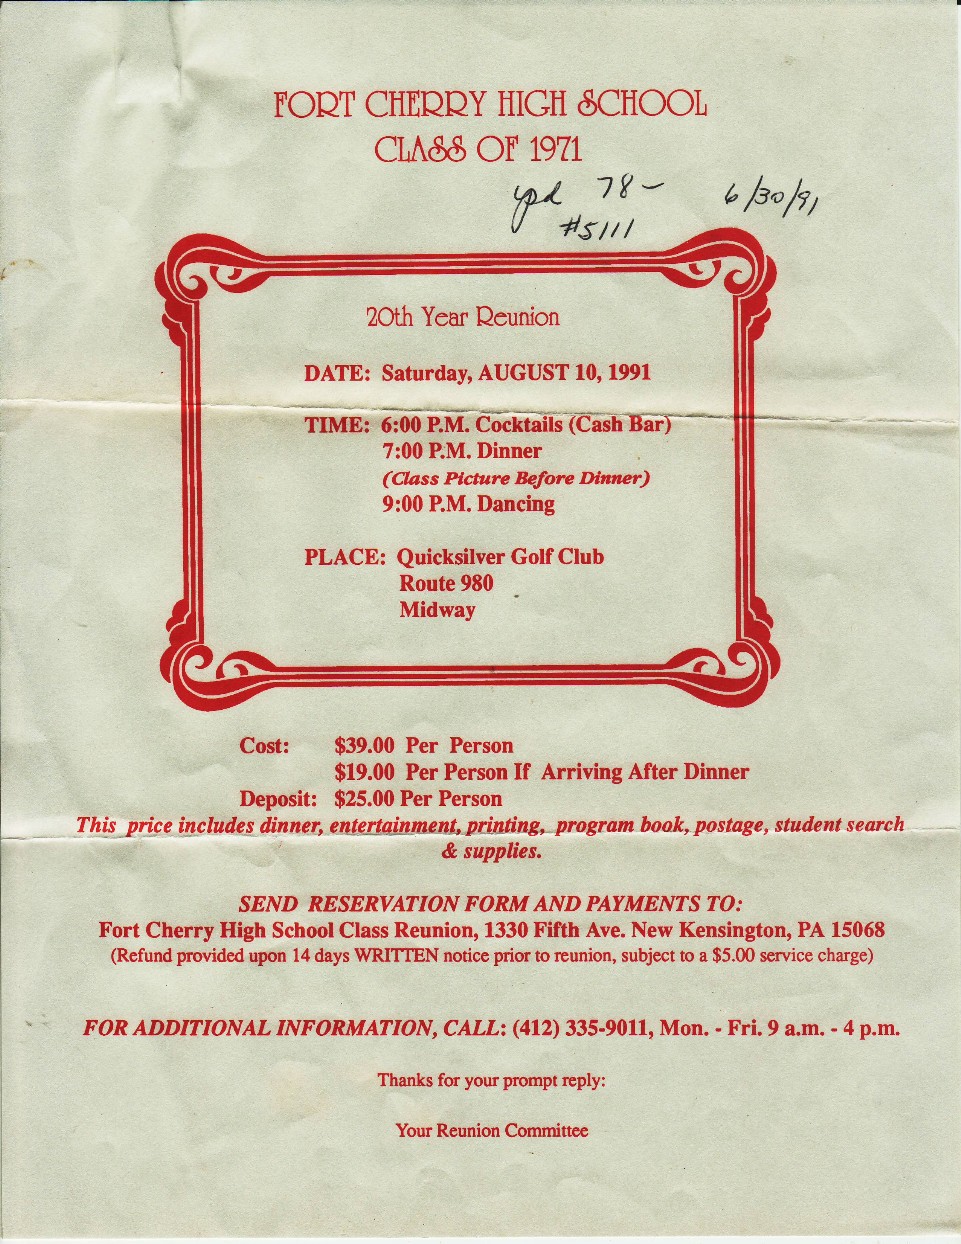 FORT CHERRY HIGH SCHOOL
CLASS OF 1971
pd 78– 6/30/91
#5111
20th Year Reunion
DATE: Saturday, AUGUST 10, 1991
TIME: 6:00 P.M. Cocktails (Cash Bar)
7:00 P.M. Dinner
(Class Picture Before Dinner)
9:00 P.M. Dancing
PLACE: Quicksilver Golf Club
Route 980
Midway
Cost: $39.00 Per Person
$19.00 Per Person If Arriving After Dinner
Deposit: $25.00 Per Person
This price includes dinner, entertainment, printing, program book, postage, student search
& supplies.
SEND RESERVATION FORM AND PAYMENTS TO:
Fort Cherry High School Class Reunion, 1330 Fifth Ave. New Kensington, PA 15068
(Refund provided upon 14 days WRITTEN notice prior to reunion, subject to a $5.00 service charge)
FOR ADDITIONAL INFORMATION, CALL: (412) 335-9011, Mon. - Fri. 9 a.m. - 4 p.m.
Thanks for your prompt reply:
Your Reunion Committee